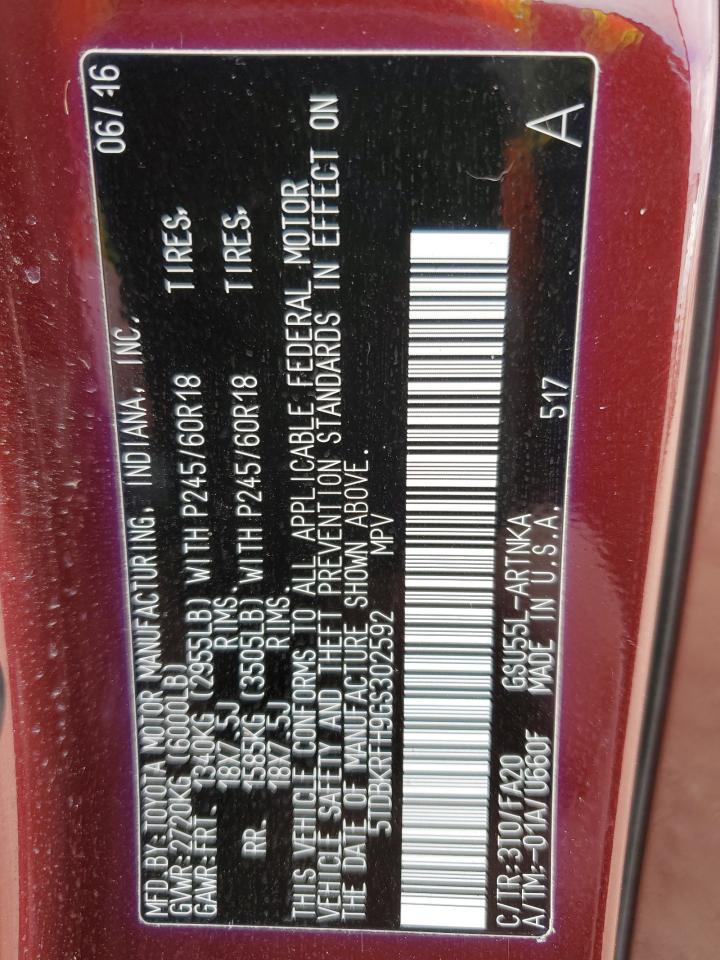 06/16
MFD.BY:TOYOTA MOTOR MANUFACTURING, INDIANA, INC.
GVWR:2720KG (6000LB)
GAWR:FRT. 1340KG (2955LB) WITH P245/60R18 TIRES,
18X7.5J RIMS.
RR. 1585KG (3505LB) WITH P245/60R18 TIRES,
18X7.5J RIMS.
THIS VEHICLE CONFORMS TO ALL APPLICABLE FEDERAL MOTOR
VEHICLE SAFETY AND THEFT PREVENTION STANDARDS IN EFFECT ON
THE DATE OF MANUFACTURE SHOWN ABOVE.
5TDBKRFH9GS302592 MPV
C/TR:3T0/FA20 GSU55L-ARTNKA 517
A/TM:-01A/U660F MADE IN U.S.A. A